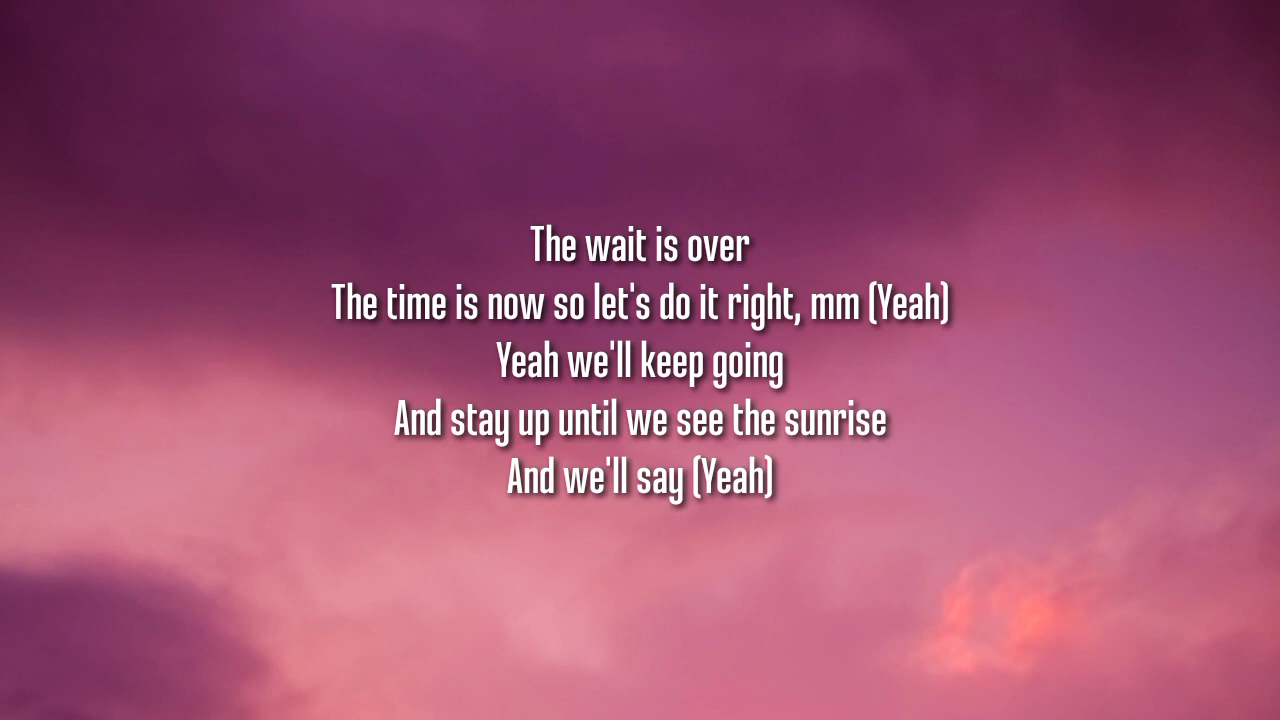 The wait is over
The time is now so let's do it right, mm (Yeah)
Yeah we'll keep going
And stay up until we see the sunrise
And we'll say (Yeah)